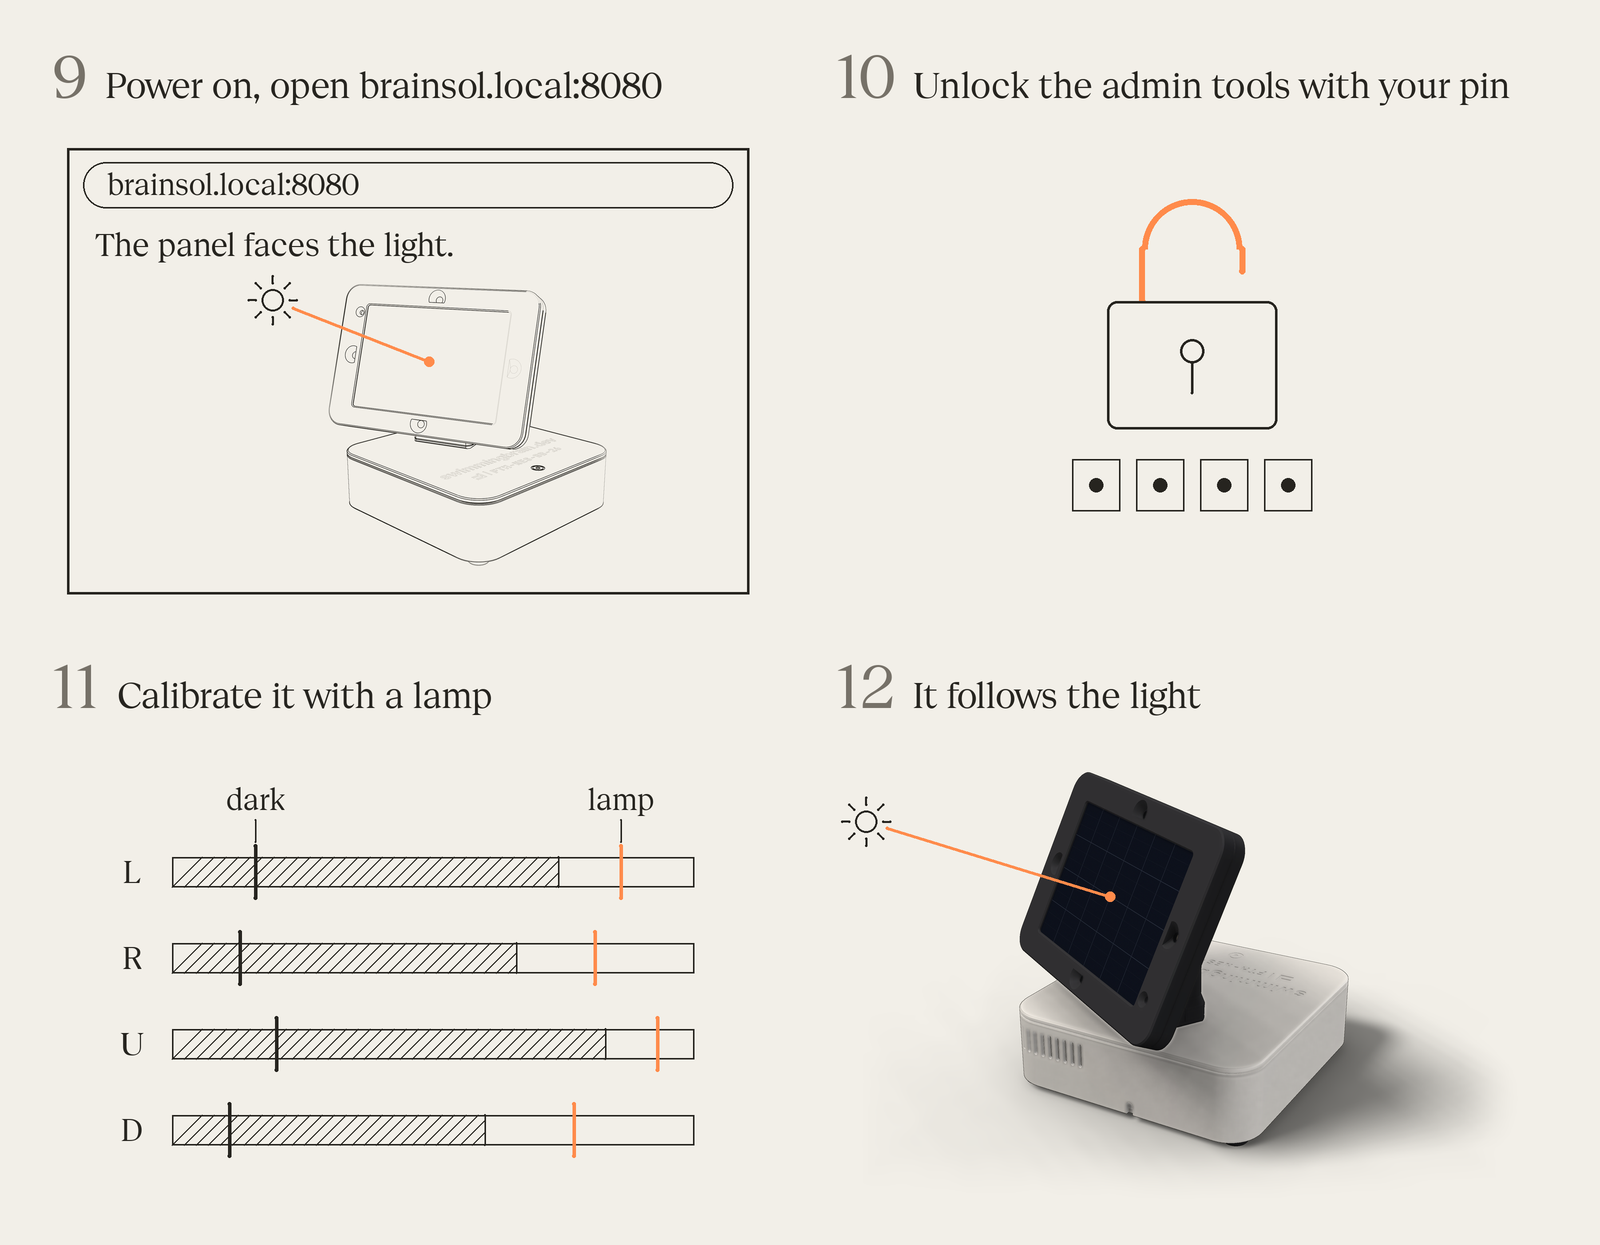 9 Power on, open brainsol.local:8080
brainsol.local:8080
The panel faces the light.
10 Unlock the admin tools with your pin
11 Calibrate it with a lamp
dark lamp
L
R
U
D
12 It follows the light